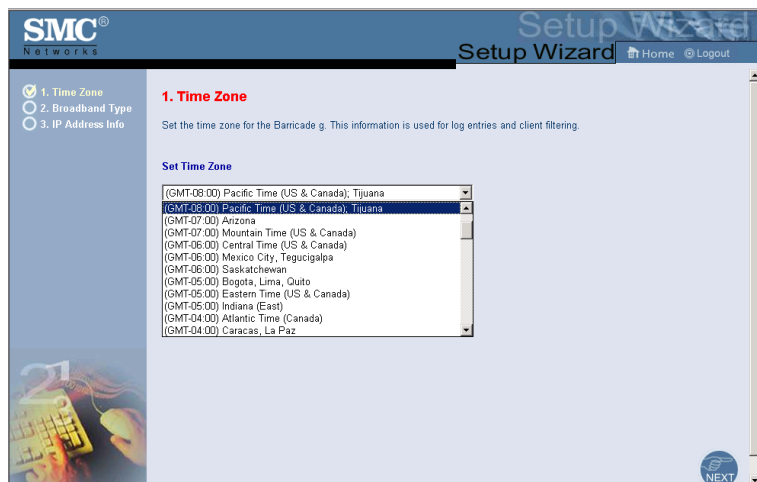 SMC®
Networks
Setup Wizard
Setup Wizard
Home
Logout
1. Time Zone
2. Broadband Type
3. IP Address Info
1. Time Zone
Set the time zone for the Barricade g. This information is used for log entries and client filtering.
Set Time Zone
(GMT-08:00) Pacific Time (US & Canada); Tijuana
(GMT-08:00) Pacific Time (US & Canada); Tijuana
(GMT-07:00) Arizona
(GMT-07:00) Mountain Time (US & Canada)
(GMT-06:00) Central Time (US & Canada)
(GMT-06:00) Mexico City, Tegucigalpa
(GMT-06:00) Saskatchewan
(GMT-05:00) Bogota, Lima, Quito
(GMT-05:00) Eastern Time (US & Canada)
(GMT-05:00) Indiana (East)
(GMT-04:00) Atlantic Time (Canada)
(GMT-04:00) Caracas, La Paz
NEXT